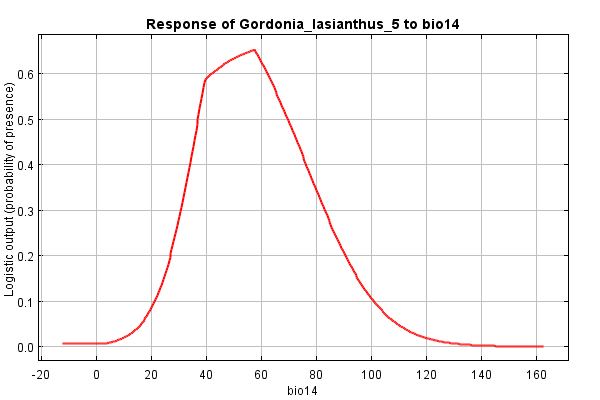 Response of Gordonia_lasianthus_5 to bio14
Logistic output (probability of presence)
0.6
0.5
0.4
0.3
0.2
0.1
0.0
-20 0 20 40 60 80 100 120 140 160
bio14